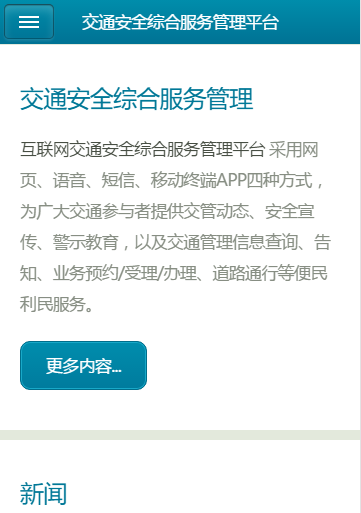 交通安全综合服务管理平台
交通安全综合服务管理
互联网交通安全综合服务管理平台 采用网
页、语音、短信、移动终端APP四种方式，
为广大交通参与者提供交管动态、安全宣
传、警示教育，以及交通管理信息查询、告
知、业务预约/受理/办理、道路通行等便民
利民服务。
更多内容...
新闻